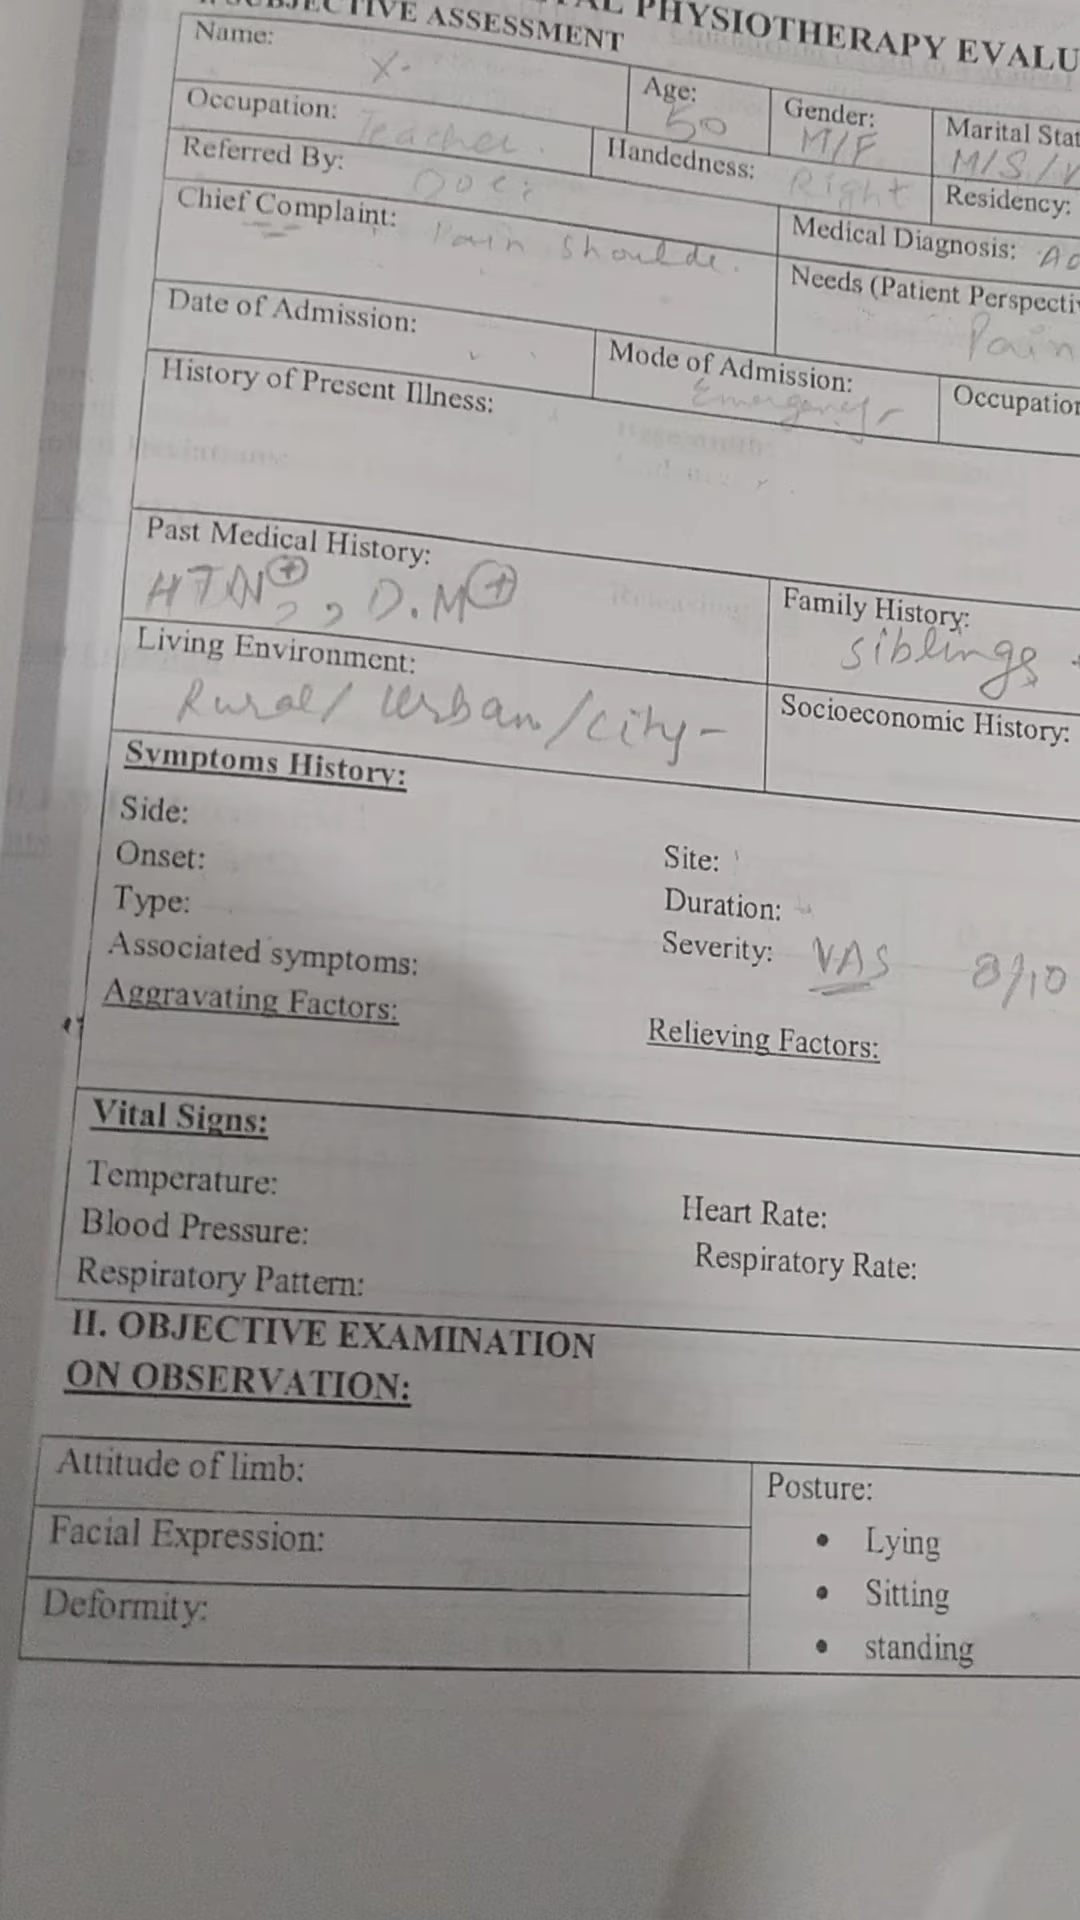 PHYSIOTHERAPY EVALU
SUBJECTIVE ASSESSMENT
Name: X.
Age: 50
Gender: M/F
Marital Stat
M/S/
Occupation: Teacher.
Handedness: Right
Residency:
Referred By:
Medical Diagnosis:
Chief Complaint: Pain shoulde.
Needs (Patient Perspectiv
Pain
Date of Admission:
Mode of Admission:
Emergency
Occupation
History of Present Illness:
Past Medical History:
HTN⊕, , D.M⊕
Family History:
siblings
Living Environment:
Rural/ Urban/city-
Socioeconomic History:
Symptoms History:
Side:
Site:
Onset:
Duration:
Type:
Severity: VAS 8/10
Associated symptoms:
Aggravating Factors:
Relieving Factors:
Vital Signs:
Temperature:
Heart Rate:
Blood Pressure:
Respiratory Rate:
Respiratory Pattern:
II. OBJECTIVE EXAMINATION
ON OBSERVATION:
Attitude of limb:
Posture:
Facial Expression:
• Lying
• Sitting
Deformity:
• standing